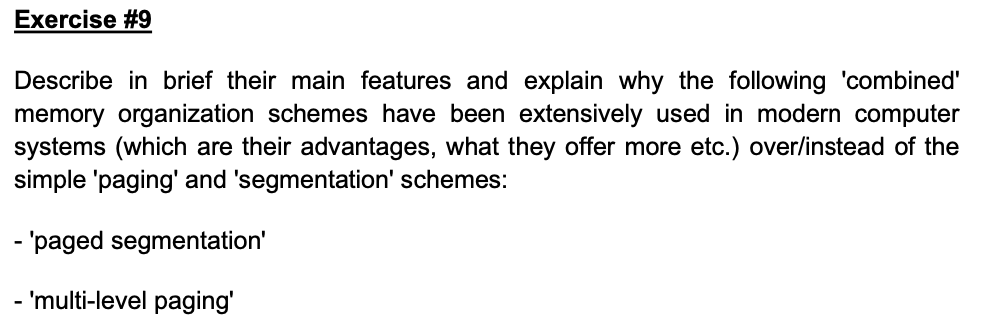 Exercise #9
Describe in brief their main features and explain why the following 'combined'
memory organization schemes have been extensively used in modern computer
systems (which are their advantages, what they offer more etc.) over/instead of the
simple 'paging' and 'segmentation' schemes:
- 'paged segmentation'
- 'multi-level paging'